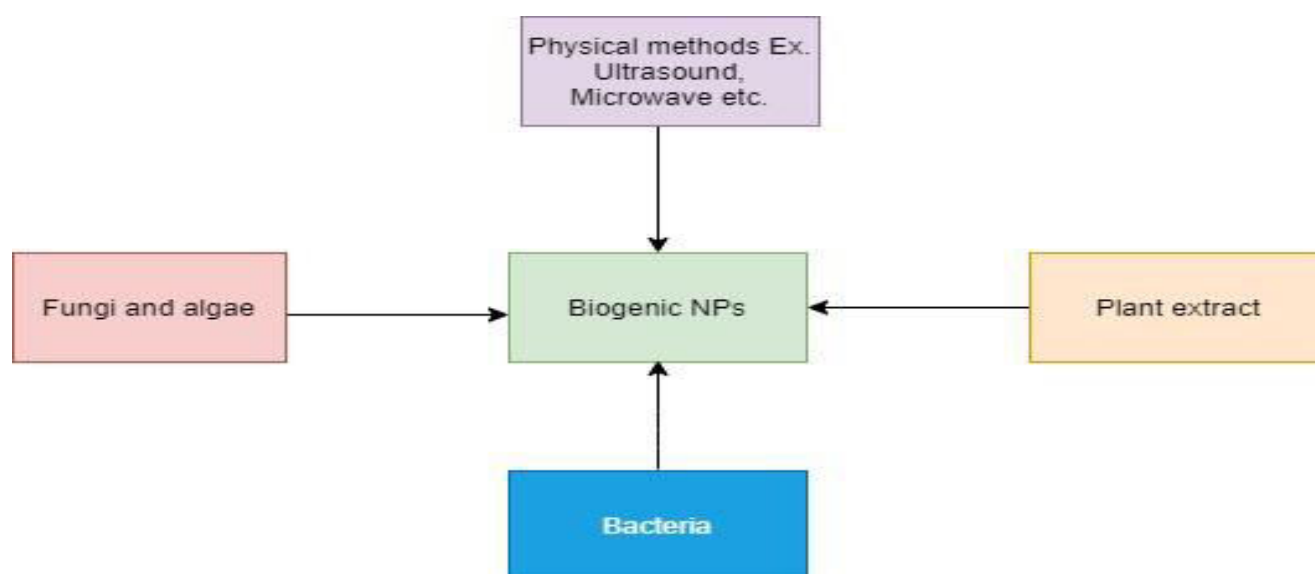 Physical methods Ex.
Ultrasound,
Microwave etc.
Fungi and algae
Biogenic NPs
Plant extract
Bacteria